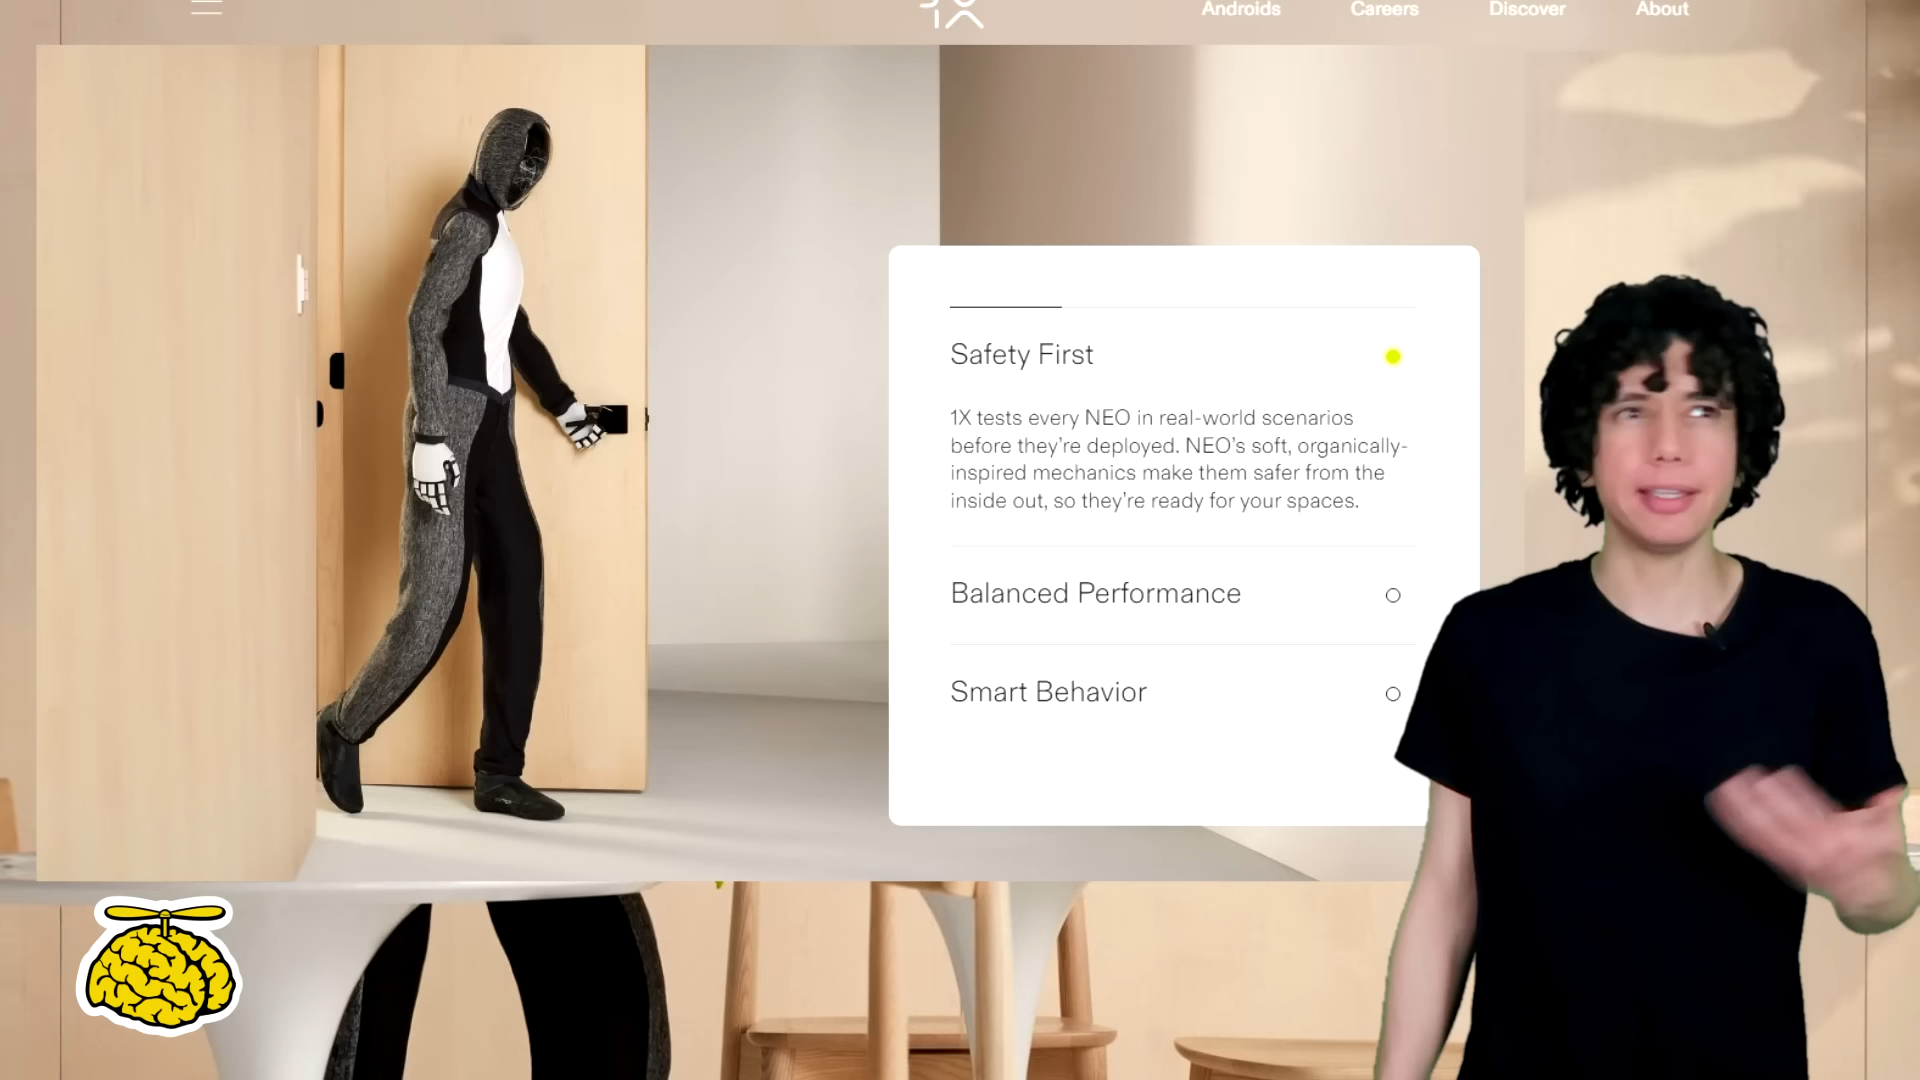 Androids Careers Discover About
Safety First
1X tests every NEO in real-world scenarios
before they're deployed. NEO's soft, organically-
inspired mechanics make them safer from the
inside out, so they're ready for your spaces.
Balanced Performance
Smart Behavior